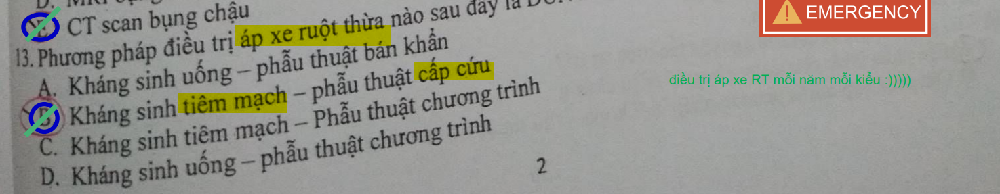 CT scan bụng chậu
EMERGENCY
13. Phương pháp điều trị áp xe ruột thừa nào sau đây là
A. Kháng sinh uống – phẫu thuật bán khẩn
B Kháng sinh tiêm mạch – phẫu thuật cấp cứu
điều trị áp xe RT mỗi năm mỗi kiểu :)))))
C. Kháng sinh tiêm mạch – Phẫu thuật chương trình
D. Kháng sinh uống – phẫu thuật chương trình
2